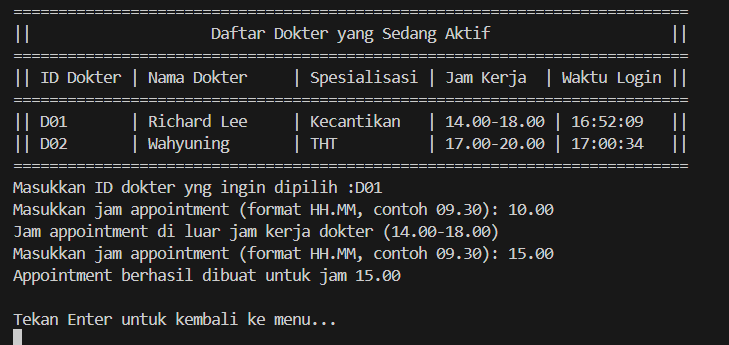 ===========================================================================
||                    Daftar Dokter yang Sedang Aktif                    ||
===========================================================================
|| ID Dokter | Nama Dokter     | Spesialisasi | Jam Kerja  | Waktu Login ||
===========================================================================
|| D01       | Richard Lee     | Kecantikan   | 14.00-18.00 | 16:52:09   ||
|| D02       | Wahyuning       | THT          | 17.00-20.00 | 17:00:34   ||
===========================================================================
Masukkan ID dokter yng ingin dipilih :D01
Masukkan jam appointment (format HH.MM, contoh 09.30): 10.00
Jam appointment di luar jam kerja dokter (14.00-18.00)
Masukkan jam appointment (format HH.MM, contoh 09.30): 15.00
Appointment berhasil dibuat untuk jam 15.00

Tekan Enter untuk kembali ke menu...